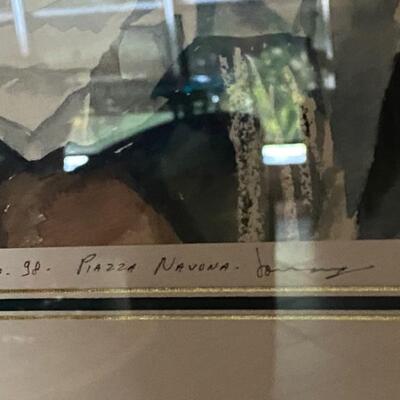 . 98. PIAZZA NAVONA.